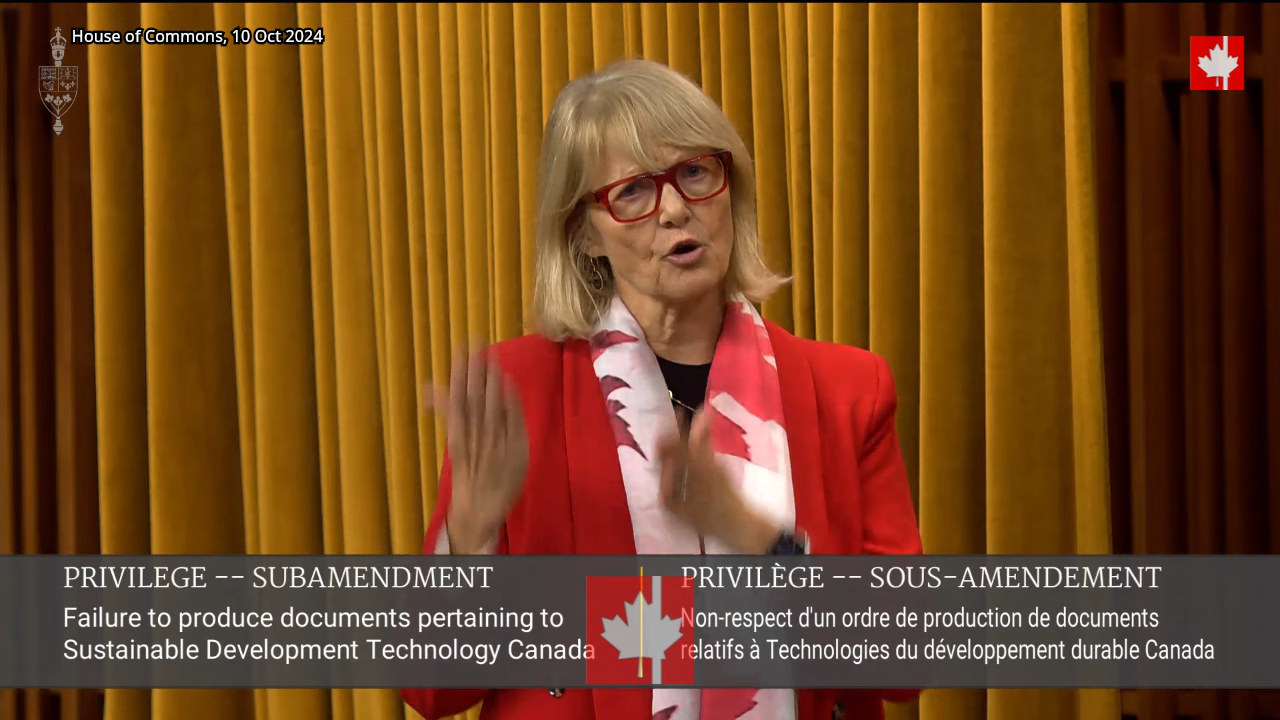 House of Commons, 10 Oct 2024
PRIVILEGE -- SUBAMENDMENT
Failure to produce documents pertaining to
Sustainable Development Technology Canada
PRIVILÈGE -- SOUS-AMENDEMENT
Non-respect d'un ordre de production de documents
relatifs à Technologies du développement durable Canada